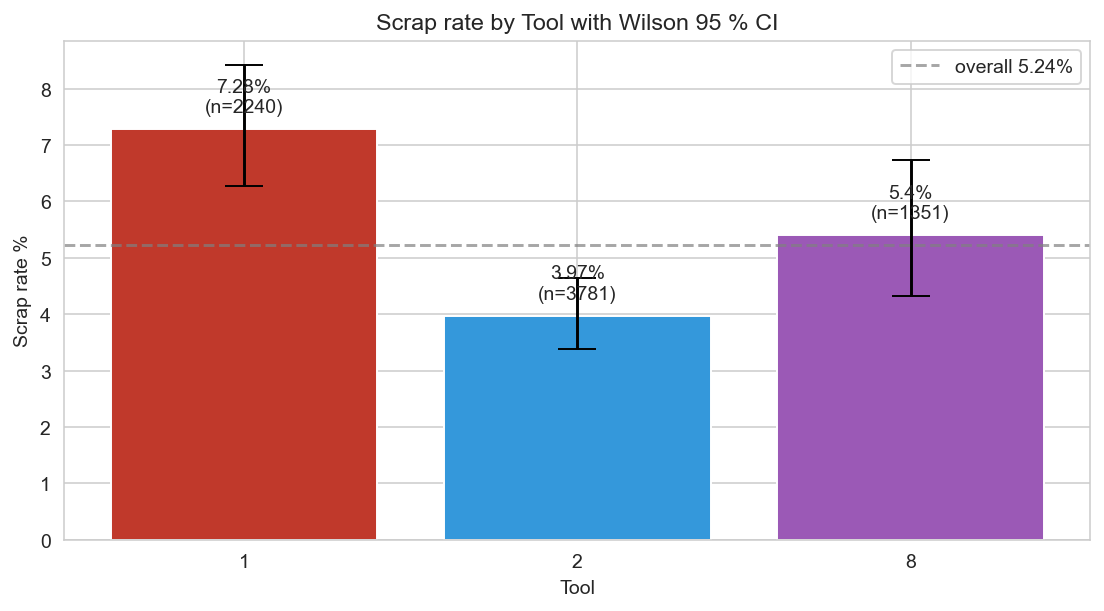 Scrap rate by Tool with Wilson 95 % CI
overall 5.24%
Scrap rate %
8
7
6
5
4
3
2
1
0
7.28%
(n=2240)
3.97%
(n=3781)
5.4%
(n=1351)
1
2
8
Tool